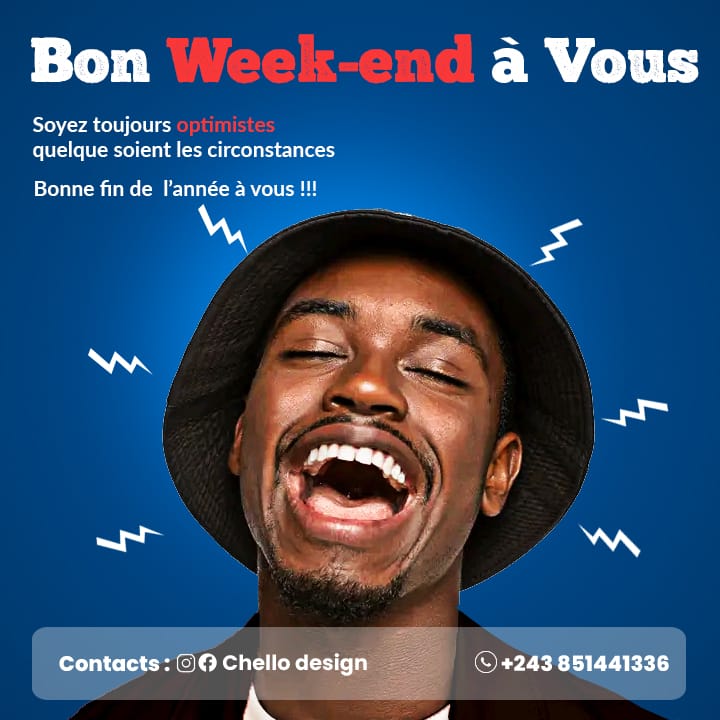 Bon Week-end à Vous
Soyez toujours optimistes
quelque soient les circonstances
Bonne fin de l’année à vous !!!
Contacts : Chello design +243 851441336